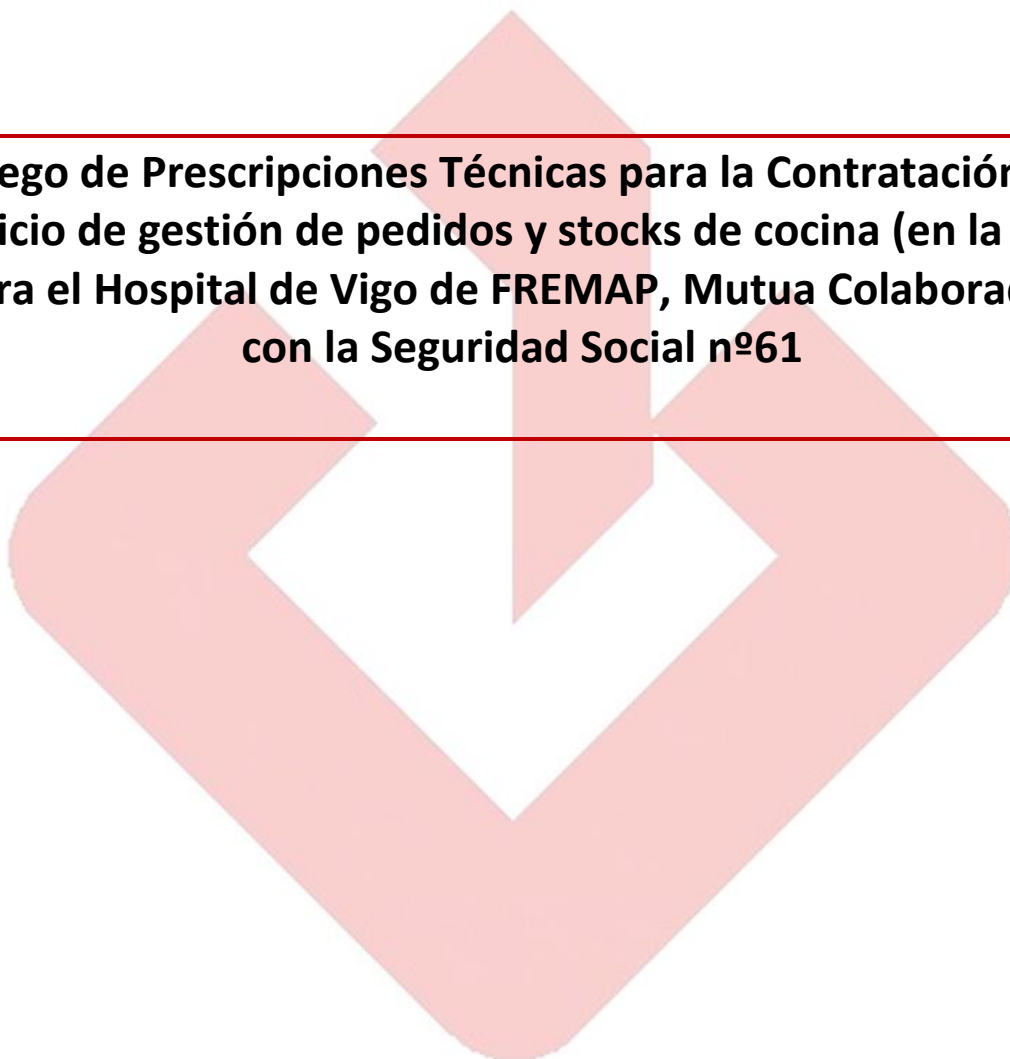 ego de Prescripciones Técnicas para la Contratación
icio de gestión de pedidos y stocks de cocina (en la
ra el Hospital de Vigo de FREMAP, Mutua Colabora
con la Seguridad Social nº61